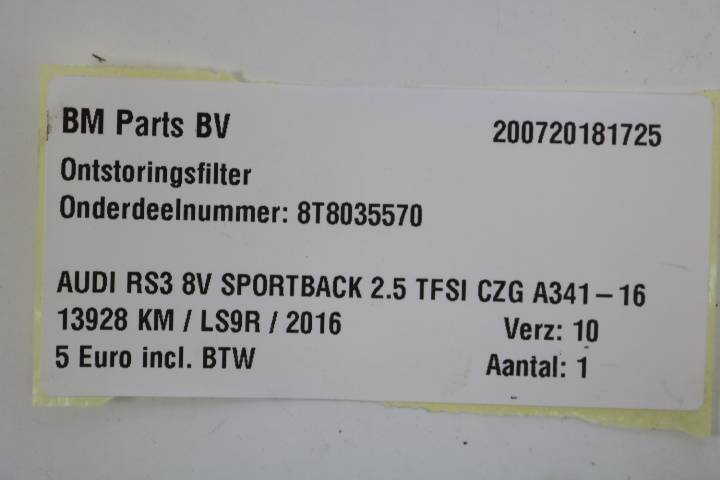 BM Parts BV 200720181725
Ontstoringsfilter
Onderdeelnummer: 8T8035570
AUDI RS3 8V SPORTBACK 2.5 TFSI CZG A341-16
13928 KM / LS9R / 2016 Verz: 10
5 Euro incl. BTW Aantal: 1